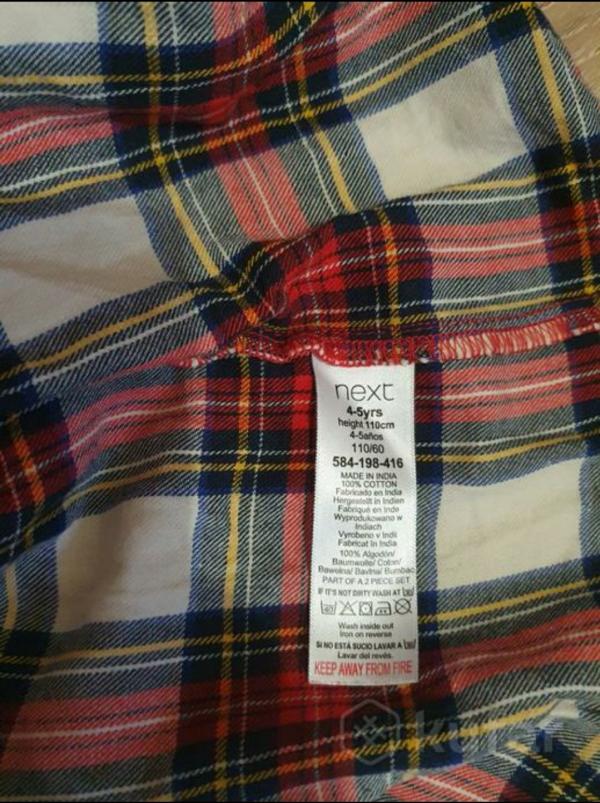 next
4-5yrs
height 110cm
4-5años
110/60
584-198-416
MADE IN INDIA
100% COTTON
Fabricado en India
Hergestellt in Indien
Fabriqué en Inde
Wyprodukowano w
Indiach
Vyrobeno v Indii
Fabricat în India
100% Algodón/
Baumwolle/ Coton/
Bawełna/ Bavlna/ Bumbac
PART OF A 2 PIECE SET
IF IT'S NOT DIRTY WASH AT
40
Wash inside out
Iron on reverse
SI NO ESTÁ SUCIO LAVAR A
Lavar del revés.
KEEP AWAY FROM FIRE
kufar